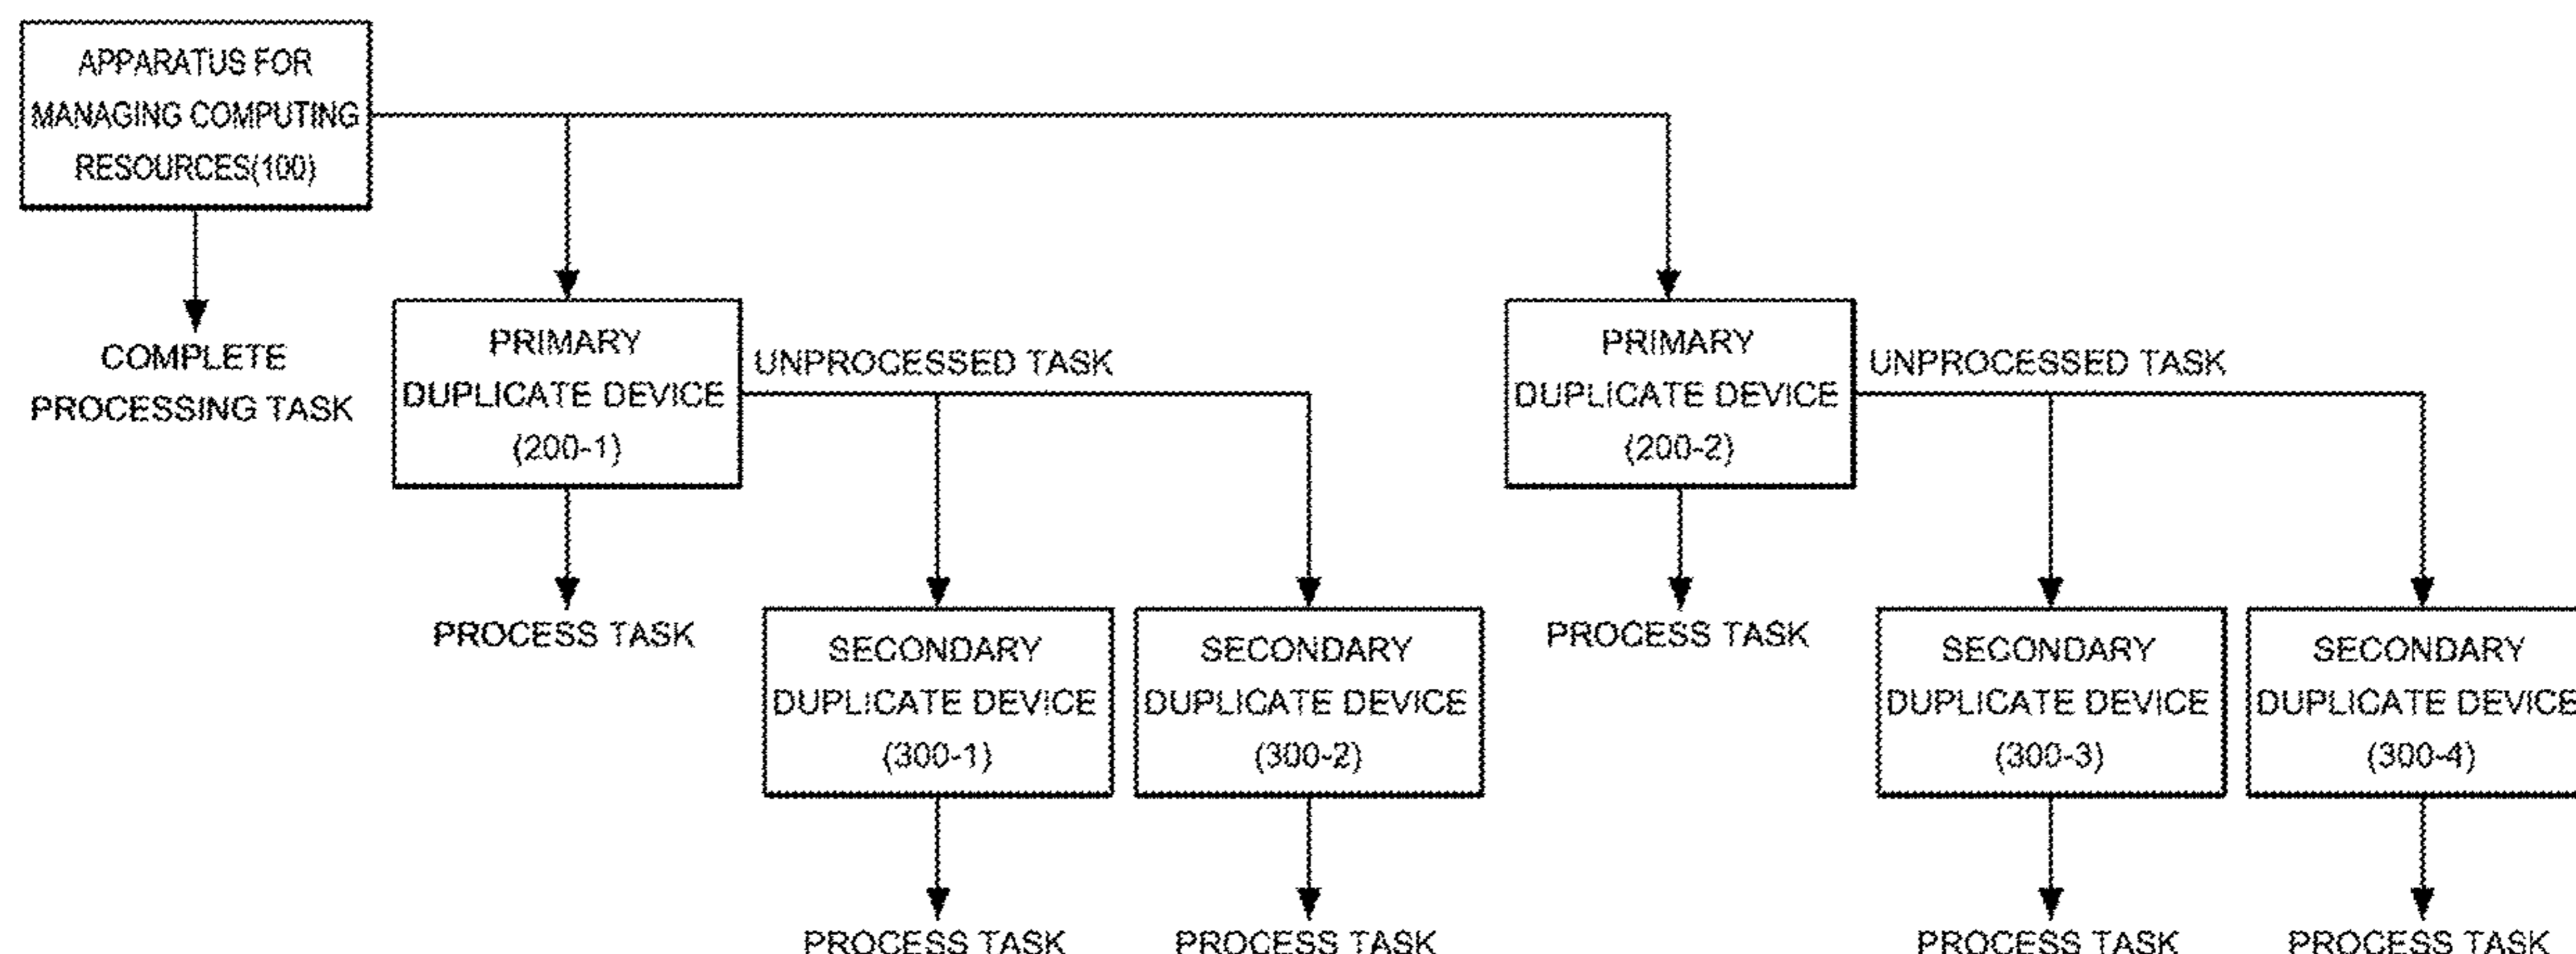 APPARATUS FOR
MANAGING COMPUTING
RESOURCES(100)
COMPLETE
PROCESSING TASK
PRIMARY
DUPLICATE DEVICE
(200-1)
UNPROCESSED TASK
PROCESS TASK
SECONDARY
DUPLICATE DEVICE
(300-1)
PROCESS TASK
SECONDARY
DUPLICATE DEVICE
(300-2)
PROCESS TASK
PRIMARY
DUPLICATE DEVICE
(200-2)
UNPROCESSED TASK
PROCESS TASK
SECONDARY
DUPLICATE DEVICE
(300-3)
PROCESS TASK
SECONDARY
DUPLICATE DEVICE
(300-4)
PROCESS TASK